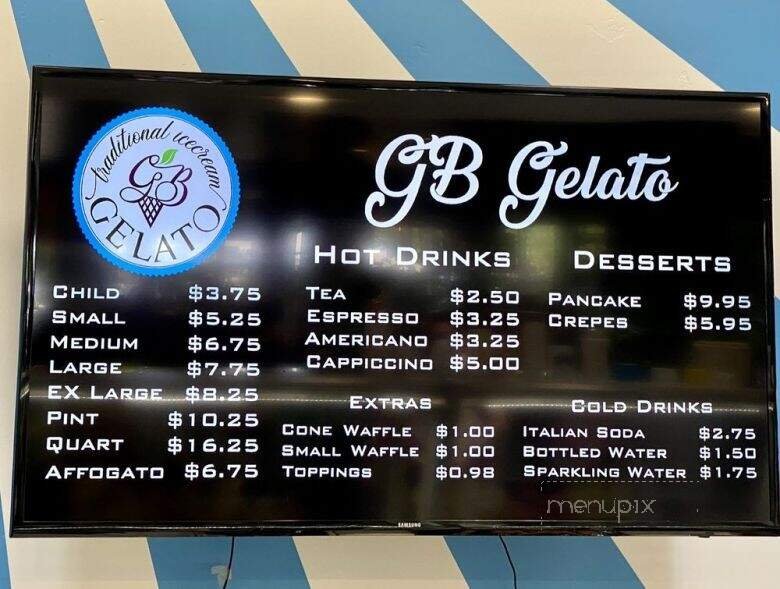 traditional icecream
GB
GELATO
GB Gelato
CHILD $3.75
SMALL $5.25
MEDIUM $6.75
LARGE $7.75
EX LARGE $8.25
PINT $10.25
QUART $16.25
AFFOGATO $6.75
HOT DRINKS
TEA $2.50
ESPRESSO $3.25
AMERICANO $3.25
CAPPICCINO $5.00
EXTRAS
CONE WAFFLE $1.00
SMALL WAFFLE $1.00
TOPPINGS $0.98
DESSERTS
PANCAKE $9.95
CREPES $5.95
COLD DRINKS
ITALIAN SODA $2.75
BOTTLED WATER $1.50
SPARKLING WATER $1.75
menupix
SAMSUNG